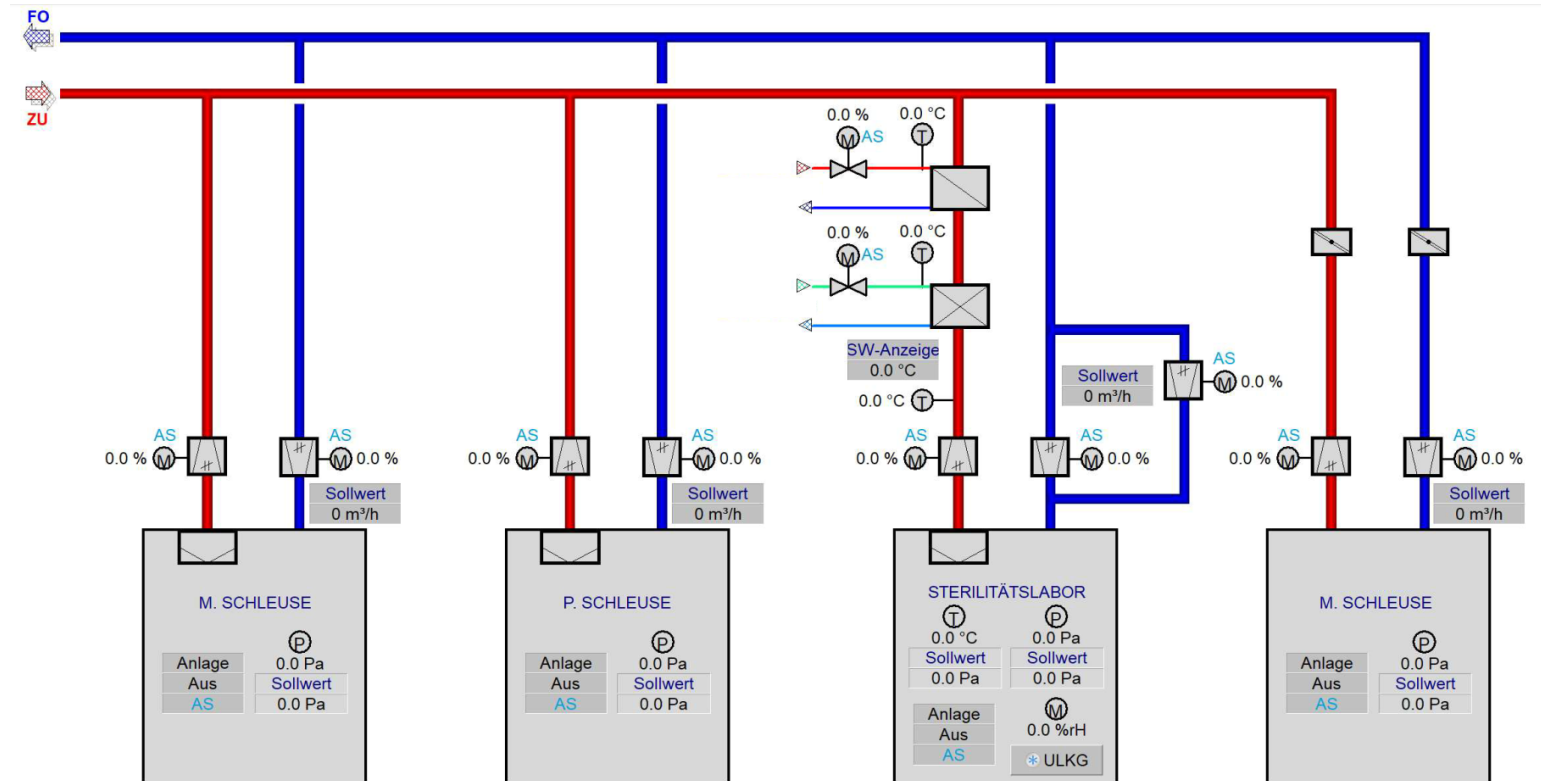 FO
ZU
0.0 % 0.0 °C
M AS T
0.0 % 0.0 °C
M AS T
SW-Anzeige
0.0 °C
0.0 °C T
Sollwert
0 m³/h
AS
M 0.0 %
AS
0.0 % M
AS
M 0.0 %
Sollwert
0 m³/h
AS
0.0 % M
AS
M 0.0 %
Sollwert
0 m³/h
AS
0.0 % M
AS
M 0.0 %
AS
0.0 % M
AS
M 0.0 %
Sollwert
0 m³/h
M. SCHLEUSE
P
0.0 Pa
Anlage
Aus
AS
Sollwert
0.0 Pa
P. SCHLEUSE
P
0.0 Pa
Anlage
Aus
AS
Sollwert
0.0 Pa
STERILITÄTSLABOR
T
0.0 °C
Sollwert
0.0 Pa
P
0.0 Pa
Sollwert
0.0 Pa
Anlage
Aus
AS
M
0.0 %rH
ULKG
M. SCHLEUSE
P
0.0 Pa
Anlage
Aus
AS
Sollwert
0.0 Pa